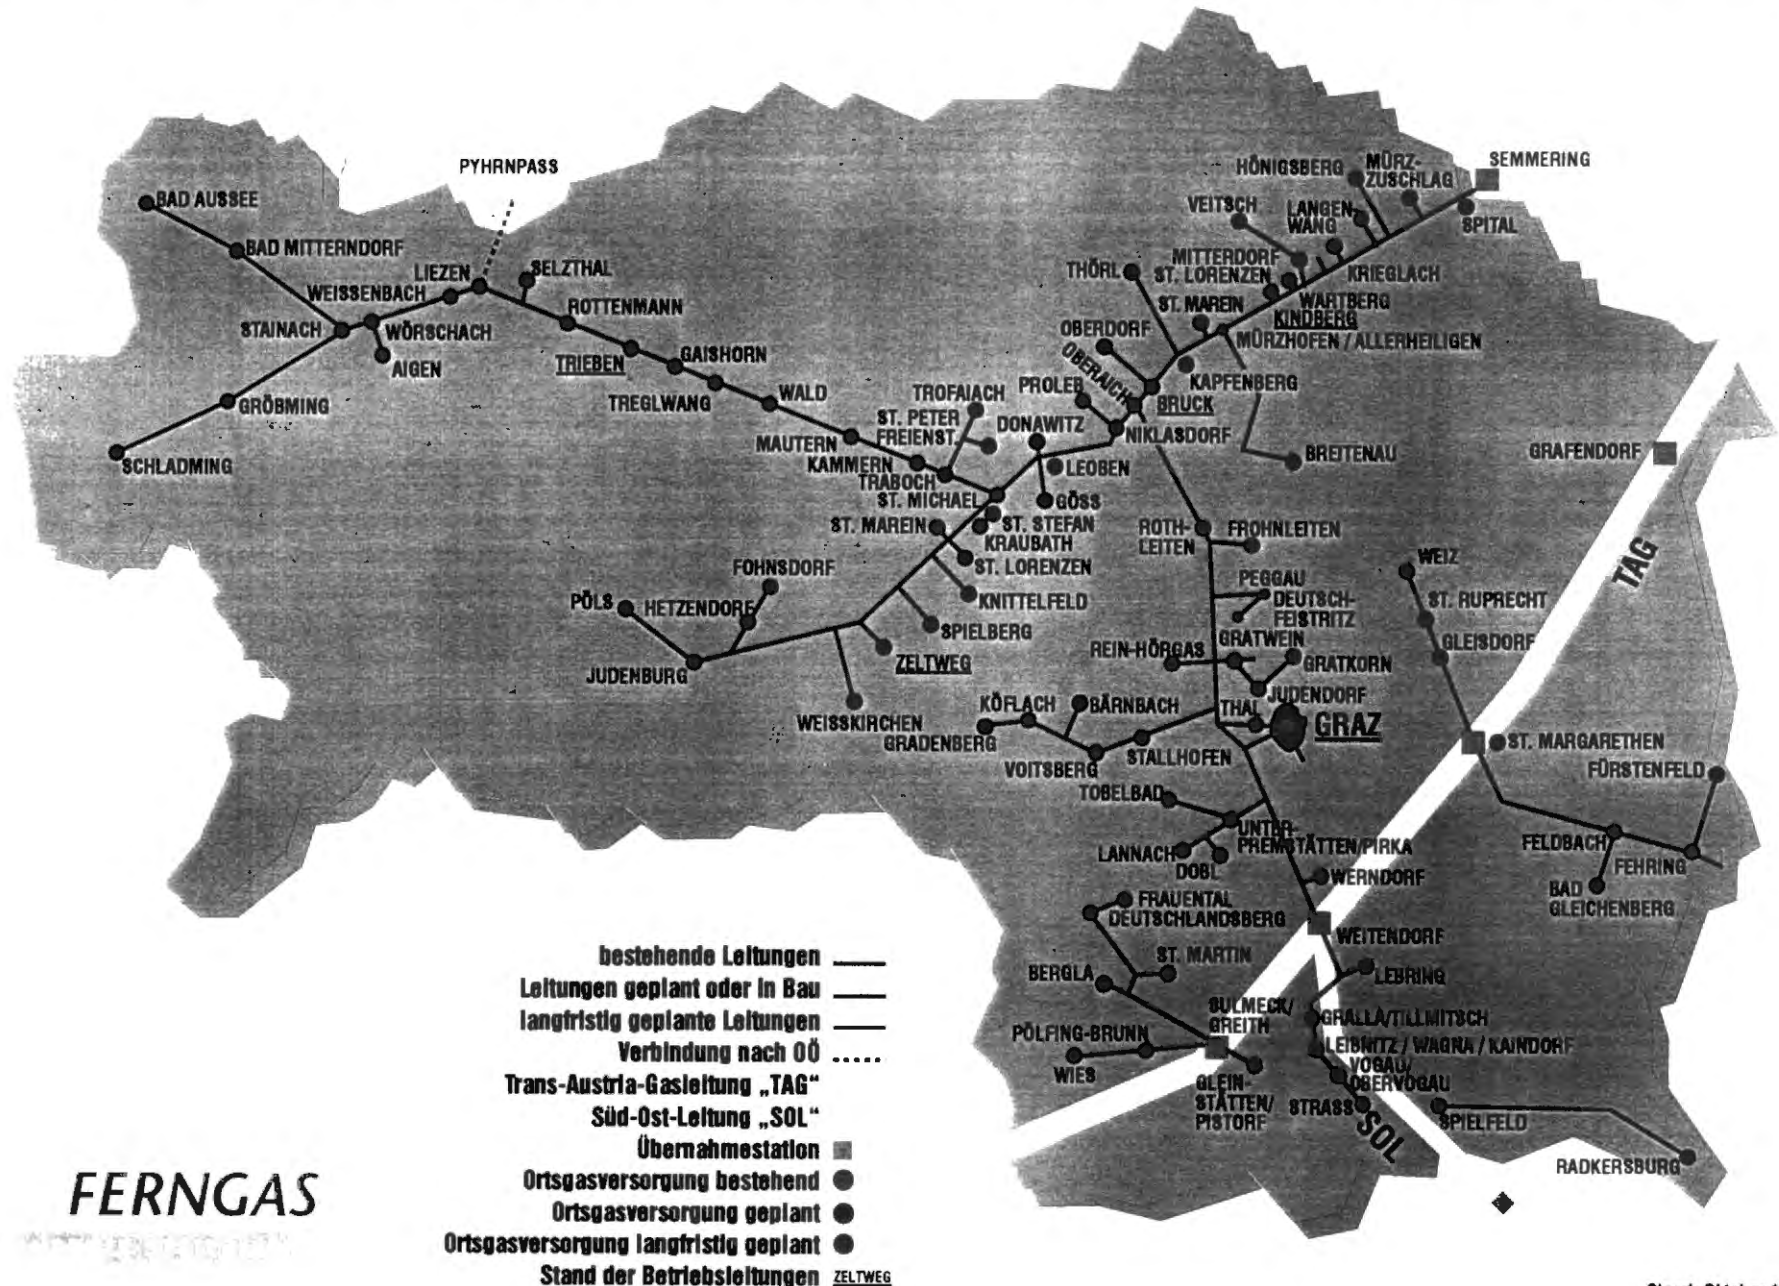 PYHRNPASS
BAD AUSSEE
BAD MITTERNDORF
LIEZEN
SELZTHAL
WEISSENBACH
ROTTENMANN
STAINACH
WÖRSCHACH
AIGEN
TRIEBEN
GAISHORN
GRÖBMING
TREGLWANG
WALD
SCHLADMING
MAUTERN
KAMMERN
TRABOCH
TROFAIACH
ST. PETER
FREIENST.
DONAWITZ
ST. MICHAEL
LEOBEN
GÖSS
ST. MAREIN
ST. STEFAN
KRAUBATH
ST. LORENZEN
KNITTELFELD
SPIELBERG
ZELTWEG
FOHNSDORF
PÖLS
HETZENDORF
JUDENBURG
WEISSKIRCHEN
SEMMERING
HÖNIGSBERG
MÜRZ-
ZUSCHLAG
SPITAL
VEITSCH
LANGEN-
WANG
MITTERDORF
KRIEGLACH
ST. LORENZEN
WARTBERG
KINDBERG
THÖRL
ST. MAREIN
MÜRZHOFEN / ALLERHEILIGEN
OBERDORF
OBERAICH
KAPFENBERG
PROLEB
BRUCK
NIKLASDORF
BREITENAU
GRAFENDORF
ROTH-
LEITEN
FROHNLEITEN
PEGGAU
DEUTSCH-
FEISTRITZ
GRATWEIN
REIN-HÖRGAS
GRATKORN
JUDENDORF
THAL
GRAZ
KÖFLACH
BÄRNBACH
GRADENBERG
VOITSBERG
STALLHOFEN
TOBELBAD
UNTER-
PREMSTÄTTEN/PIRKA
LANNACH
DOBL
WERNDORF
WEIZ
ST. RUPRECHT
GLEISDORF
TAG
ST. MARGARETHEN
FÜRSTENFELD
FELDBACH
FEHRING
BAD
GLEICHENBERG
FRAUENTAL
DEUTSCHLANDSBERG
WEITENDORF
ST. MARTIN
LEBRING
BERGLA
SULMECK/
GREITH
GRALLA/TILLMITSCH
PÖLFING-BRUNN
LEIBNITZ / WAGNA / KAINDORF
WIES
VOGAU/
OBERVOGAU
GLEIN-
STÄTTEN/
PISTORF
STRASS
SOL
SPIELFELD
RADKERSBURG
bestehende Leitungen
Leitungen geplant oder in Bau
langfristig geplante Leitungen
Verbindung nach OÖ
Trans-Austria-Gasleitung „TAG“
Süd-Ost-Leitung „SOL“
Übernahmestation
Ortsgasversorgung bestehend
Ortsgasversorgung geplant
Ortsgasversorgung langfristig geplant
Stand der Betriebsleitungen ZELTWEG
FERNGAS